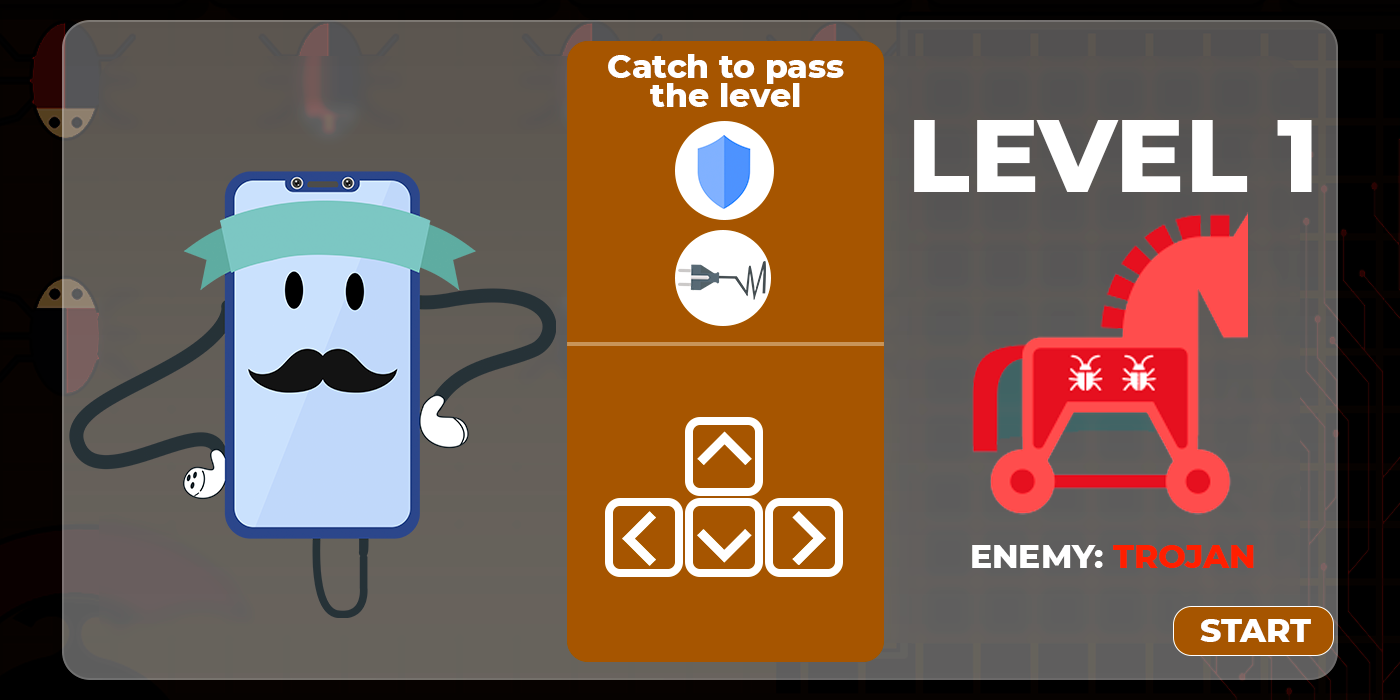 Catch to pass
the level
LEVEL 1
ENEMY: TROJAN
START